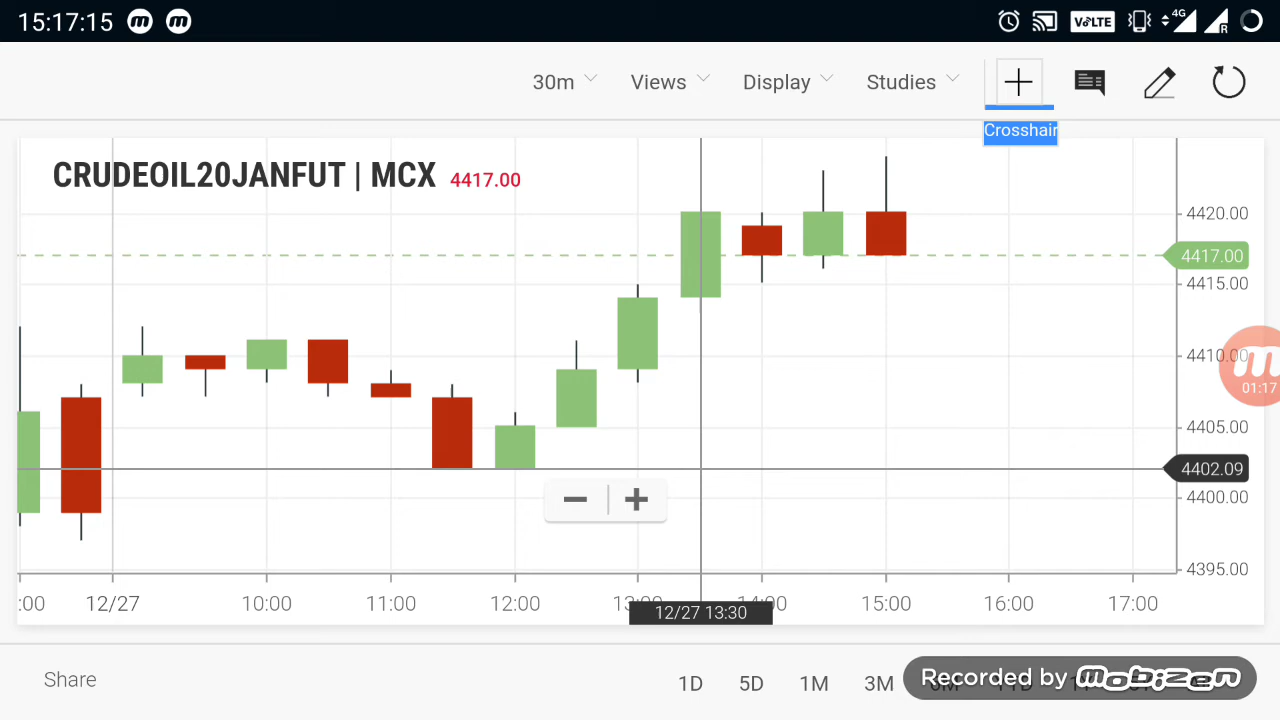 15:17:15
4G
VoLTE
R
30m
Views
Display
Studies
Crosshair
CRUDEOIL20JANFUT | MCX 4417.00
4420.00
4417.00
4415.00
4410.00
01:17
4405.00
4402.09
4400.00
4395.00
:00
12/27
10:00
11:00
12:00
12/27 13:30
15:00
16:00
17:00
Share
1D
5D
1M
3M
Recorded by mobizen